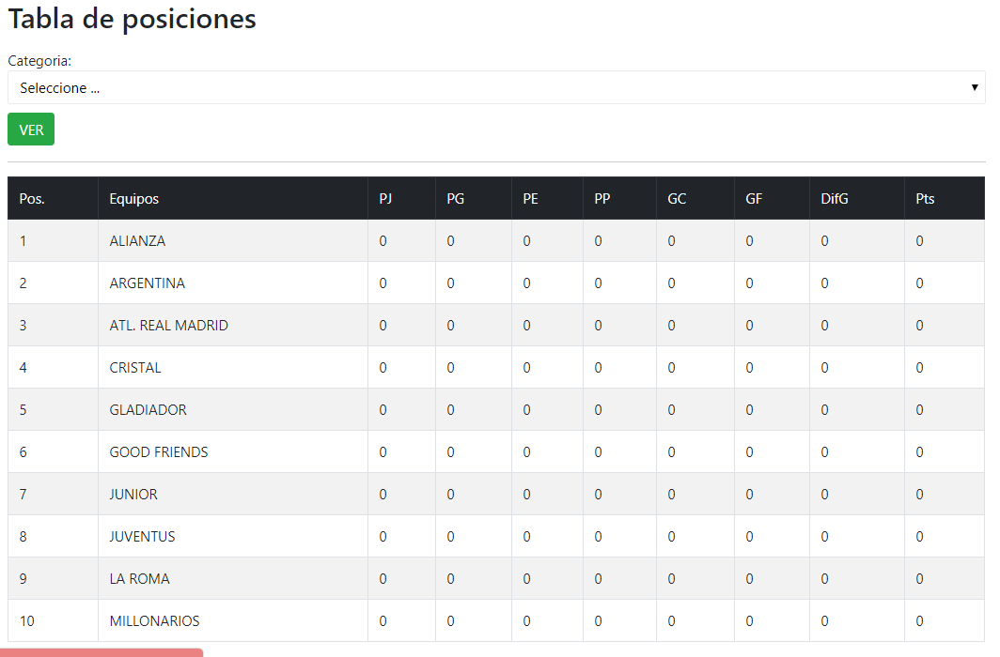 Tabla de posiciones
Categoria:
Seleccione ...
VER
Pos. Equipos PJ PG PE PP GC GF DifG Pts
1 ALIANZA 0 0 0 0 0 0 0 0
2 ARGENTINA 0 0 0 0 0 0 0 0
3 ATL. REAL MADRID 0 0 0 0 0 0 0 0
4 CRISTAL 0 0 0 0 0 0 0 0
5 GLADIADOR 0 0 0 0 0 0 0 0
6 GOOD FRIENDS 0 0 0 0 0 0 0 0
7 JUNIOR 0 0 0 0 0 0 0 0
8 JUVENTUS 0 0 0 0 0 0 0 0
9 LA ROMA 0 0 0 0 0 0 0 0
10 MILLONARIOS 0 0 0 0 0 0 0 0